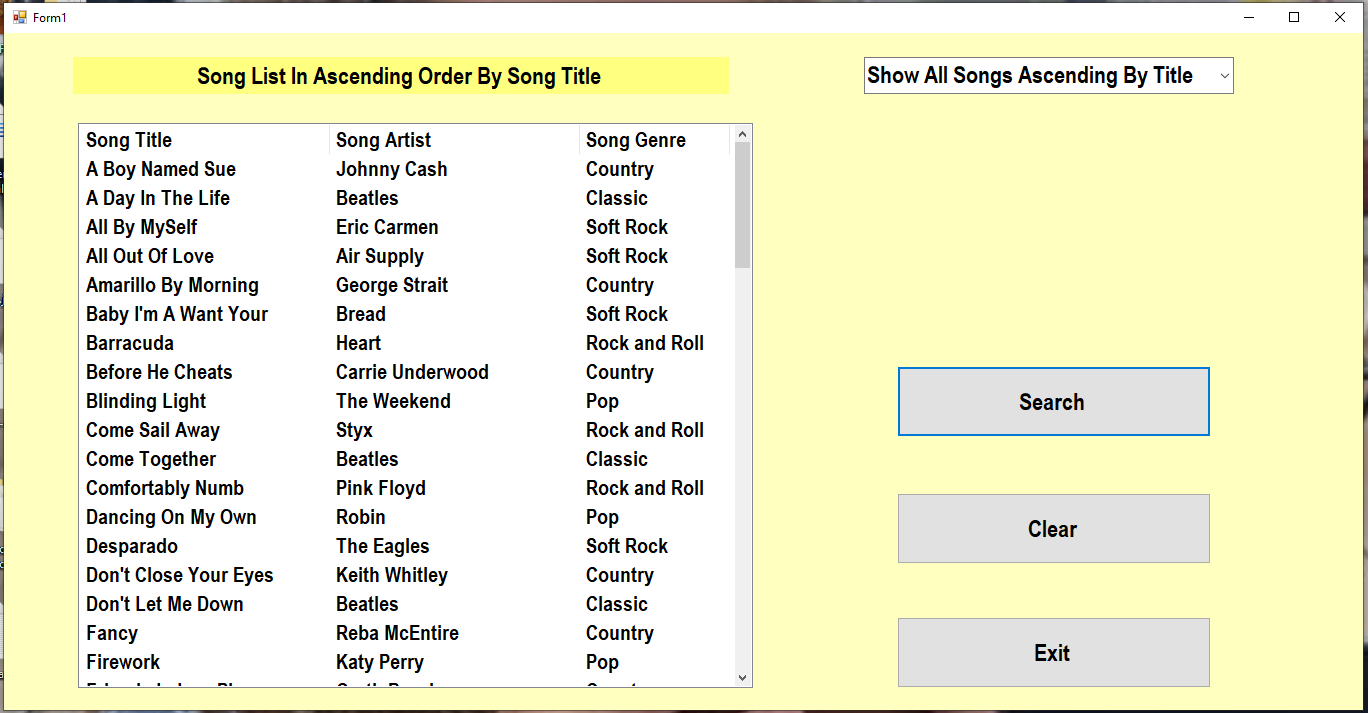 Form1
Song List In Ascending Order By Song Title
Show All Songs Ascending By Title
Song Title Song Artist Song Genre
A Boy Named Sue Johnny Cash Country
A Day In The Life Beatles Classic
All By MySelf Eric Carmen Soft Rock
All Out Of Love Air Supply Soft Rock
Amarillo By Morning George Strait Country
Baby I'm A Want Your Bread Soft Rock
Barracuda Heart Rock and Roll
Before He Cheats Carrie Underwood Country
Blinding Light The Weekend Pop
Come Sail Away Styx Rock and Roll
Come Together Beatles Classic
Comfortably Numb Pink Floyd Rock and Roll
Dancing On My Own Robin Pop
Desparado The Eagles Soft Rock
Don't Close Your Eyes Keith Whitley Country
Don't Let Me Down Beatles Classic
Fancy Reba McEntire Country
Firework Katy Perry Pop
Search
Clear
Exit